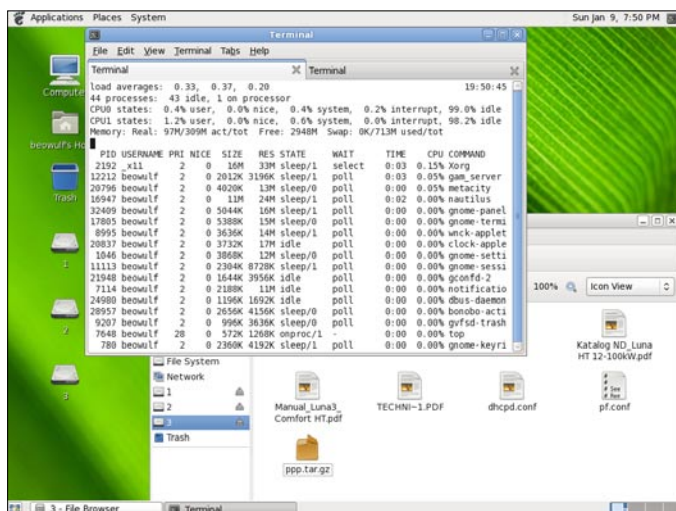 Applications Places System
Sun Jan 9, 7:50 PM
Terminal
File Edit View Terminal Tabs Help
Terminal
Terminal
load averages: 0.33, 0.37, 0.20 19:50:45
44 processes: 43 idle, 1 on processor
CPU0 states: 0.4% user, 0.0% nice, 0.4% system, 0.2% interrupt, 99.0% idle
CPU1 states: 1.2% user, 0.0% nice, 0.6% system, 0.0% interrupt, 98.2% idle
Memory: Real: 97M/309M act/tot Free: 2948M Swap: 0K/713M used/tot
PID USERNAME PRI NICE SIZE RES STATE WAIT TIME CPU COMMAND
2192 _x11 2 0 16M 33M sleep/1 select 0:03 0.15% Xorg
12212 beowulf 2 0 2012K 3196K sleep/1 poll 0:03 0.05% gam_server
20796 beowulf 2 0 4020K 13M sleep/0 poll 0:00 0.05% metacity
16947 beowulf 2 0 11M 24M sleep/1 poll 0:02 0.00% nautilus
32409 beowulf 2 0 5044K 16M sleep/1 poll 0:00 0.00% gnome-panel
17805 beowulf 2 0 5388K 15M sleep/0 poll 0:00 0.00% gnome-termi
8995 beowulf 2 0 3636K 14M sleep/1 poll 0:00 0.00% wnck-applet
20837 beowulf 2 0 3732K 17M idle poll 0:00 0.00% clock-apple
1046 beowulf 2 0 3868K 12M sleep/0 poll 0:00 0.00% gnome-setti
11113 beowulf 2 0 2304K 8728K sleep/1 poll 0:00 0.00% gnome-sessi
21948 beowulf 2 0 1644K 3956K idle poll 0:00 0.00% gconfd-2
7114 beowulf 2 0 2188K 11M idle poll 0:00 0.00% notificatio
24980 beowulf 2 0 1196K 1692K idle poll 0:00 0.00% dbus-daemon
28957 beowulf 2 0 2656K 4156K sleep/0 poll 0:00 0.00% bonobo-acti
9207 beowulf 2 0 996K 3636K sleep/0 poll 0:00 0.00% gvfsd-trash
7648 beowulf 28 0 572K 1268K onproc/1 - 0:00 0.00% top
780 beowulf 2 0 2360K 4192K sleep/1 poll 0:00 0.00% gnome-keyri
Compute
beowulf's Ho
Trash
1
2
3
100%
Icon View
File System
Network
1
2
3
Trash
Katalog ND_Luna
HT 12-100kW.pdf
Manual_Luna3_
Comfort HT.pdf
TECHNI~1.PDF
dhcpd.conf
pf.conf
ppp.tar.gz
3 - File Browser
Terminal